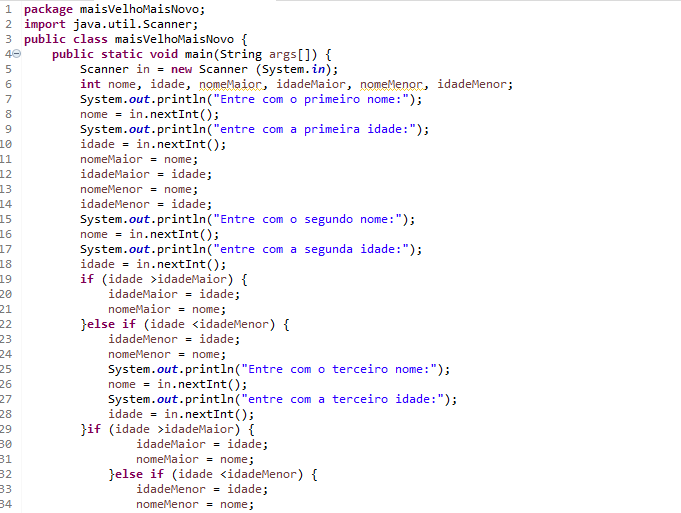 1 package maisVelhoMaisNovo;
2 import java.util.Scanner;
3 public class maisVelhoMaisNovo {
4 public static void main(String args[]) {
5 Scanner in = new Scanner (System.in);
6 int nome, idade, nomeMaior, idadeMaior, nomeMenor, idadeMenor;
7 System.out.println("Entre com o primeiro nome:");
8 nome = in.nextInt();
9 System.out.println("entre com a primeira idade:");
10 idade = in.nextInt();
11 nomeMaior = nome;
12 idadeMaior = idade;
13 nomeMenor = nome;
14 idadeMenor = idade;
15 System.out.println("Entre com o segundo nome:");
16 nome = in.nextInt();
17 System.out.println("entre com a segunda idade:");
18 idade = in.nextInt();
19 if (idade >idadeMaior) {
20 idadeMaior = idade;
21 nomeMaior = nome;
22 }else if (idade <idadeMenor) {
23 idadeMenor = idade;
24 nomeMenor = nome;
25 System.out.println("Entre com o terceiro nome:");
26 nome = in.nextInt();
27 System.out.println("entre com a terceiro idade:");
28 idade = in.nextInt();
29 }if (idade >idadeMaior) {
30 idadeMaior = idade;
31 nomeMaior = nome;
32 }else if (idade <idadeMenor) {
33 idadeMenor = idade;
34 nomeMenor = nome;